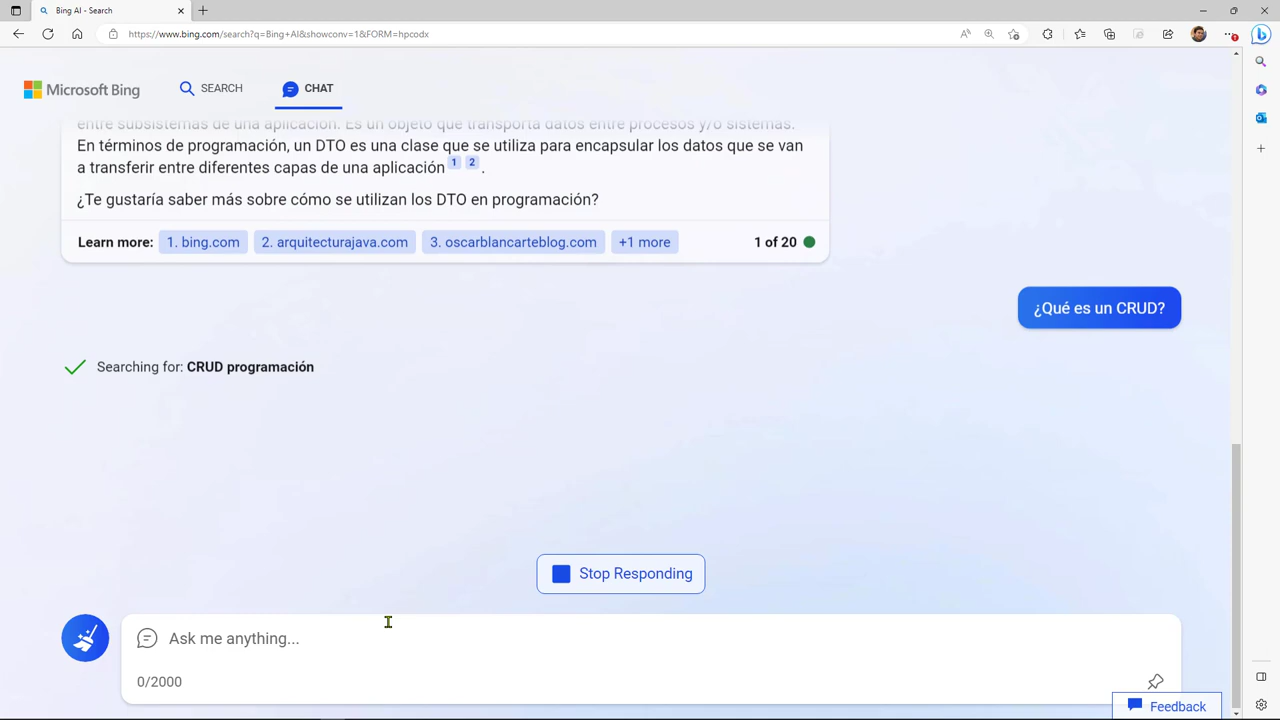 Bing AI - Search
https://www.bing.com/search?q=Bing+AI&showconv=1&FORM=hpcodx
Microsoft Bing
SEARCH
CHAT
entre subsistemas de una aplicación. Es un objeto que transporta datos entre procesos y/o sistemas.
En términos de programación, un DTO es una clase que se utiliza para encapsular los datos que se van
a transferir entre diferentes capas de una aplicación 1 2 .
¿Te gustaría saber más sobre cómo se utilizan los DTO en programación?
Learn more: 1. bing.com 2. arquitecturajava.com 3. oscarblancarteblog.com +1 more 1 of 20
¿Qué es un CRUD?
Searching for: CRUD programación
Stop Responding
Ask me anything...
0/2000
Feedback